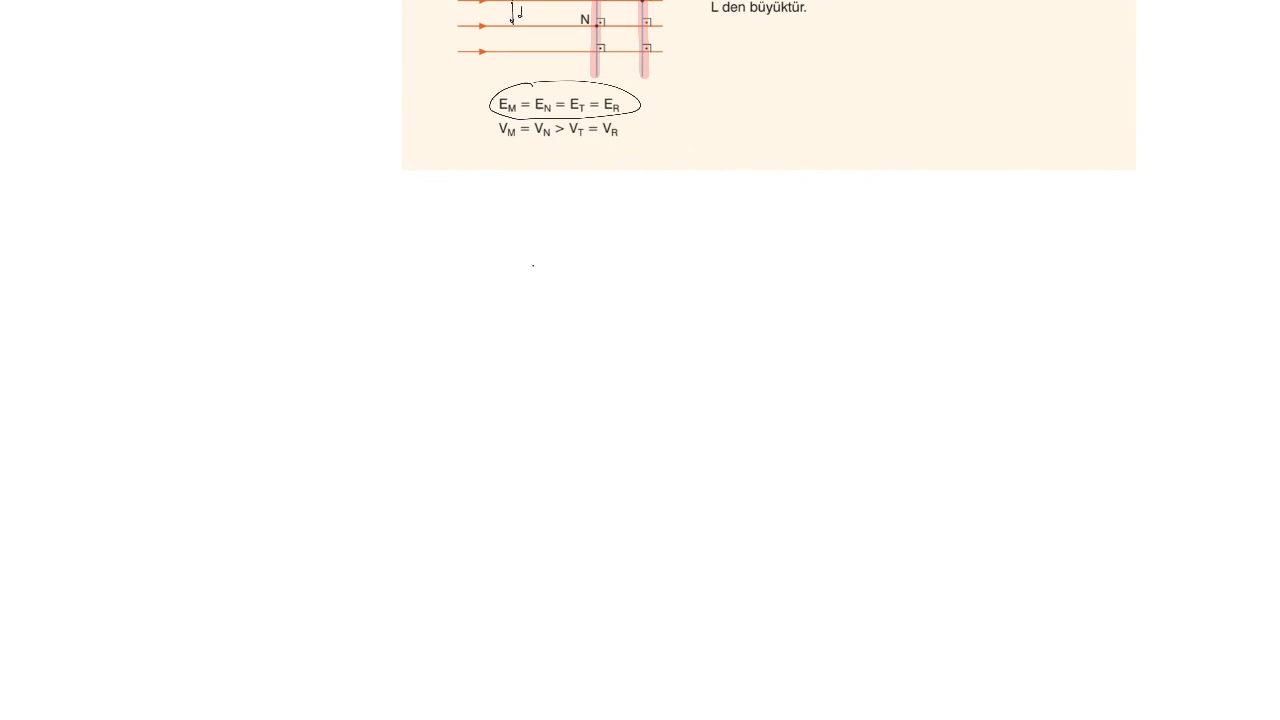 L den büyüktür.
d
N
E_M = E_N = E_T = E_R
V_M = V_N > V_T = V_R